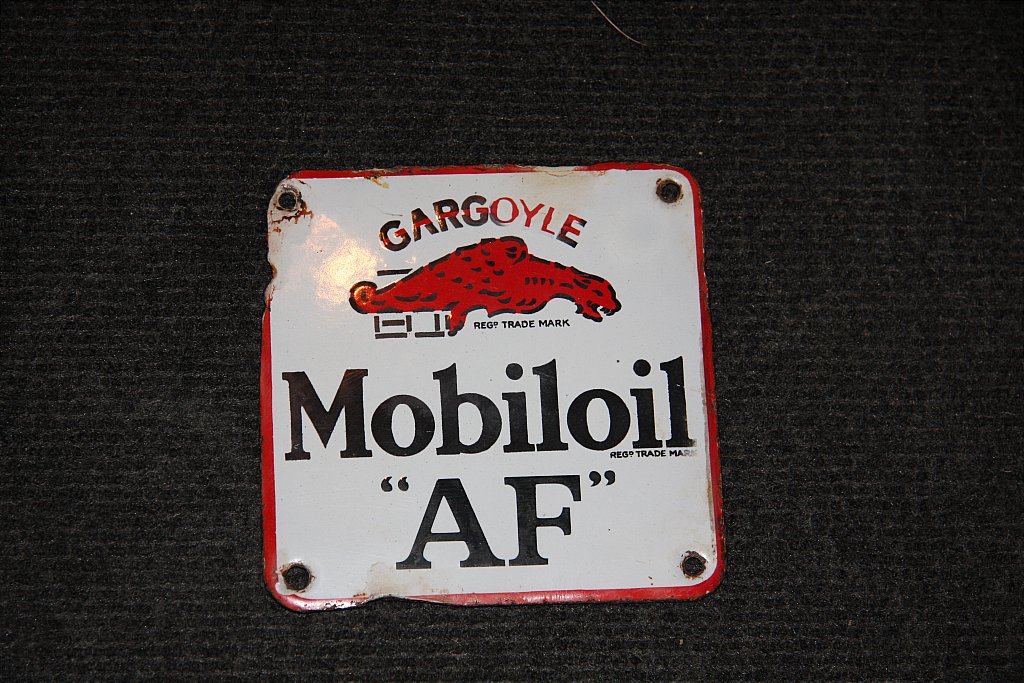 GARGOYLE
REGD TRADE MARK
Mobiloil
REGD TRADE MARK
"AF"